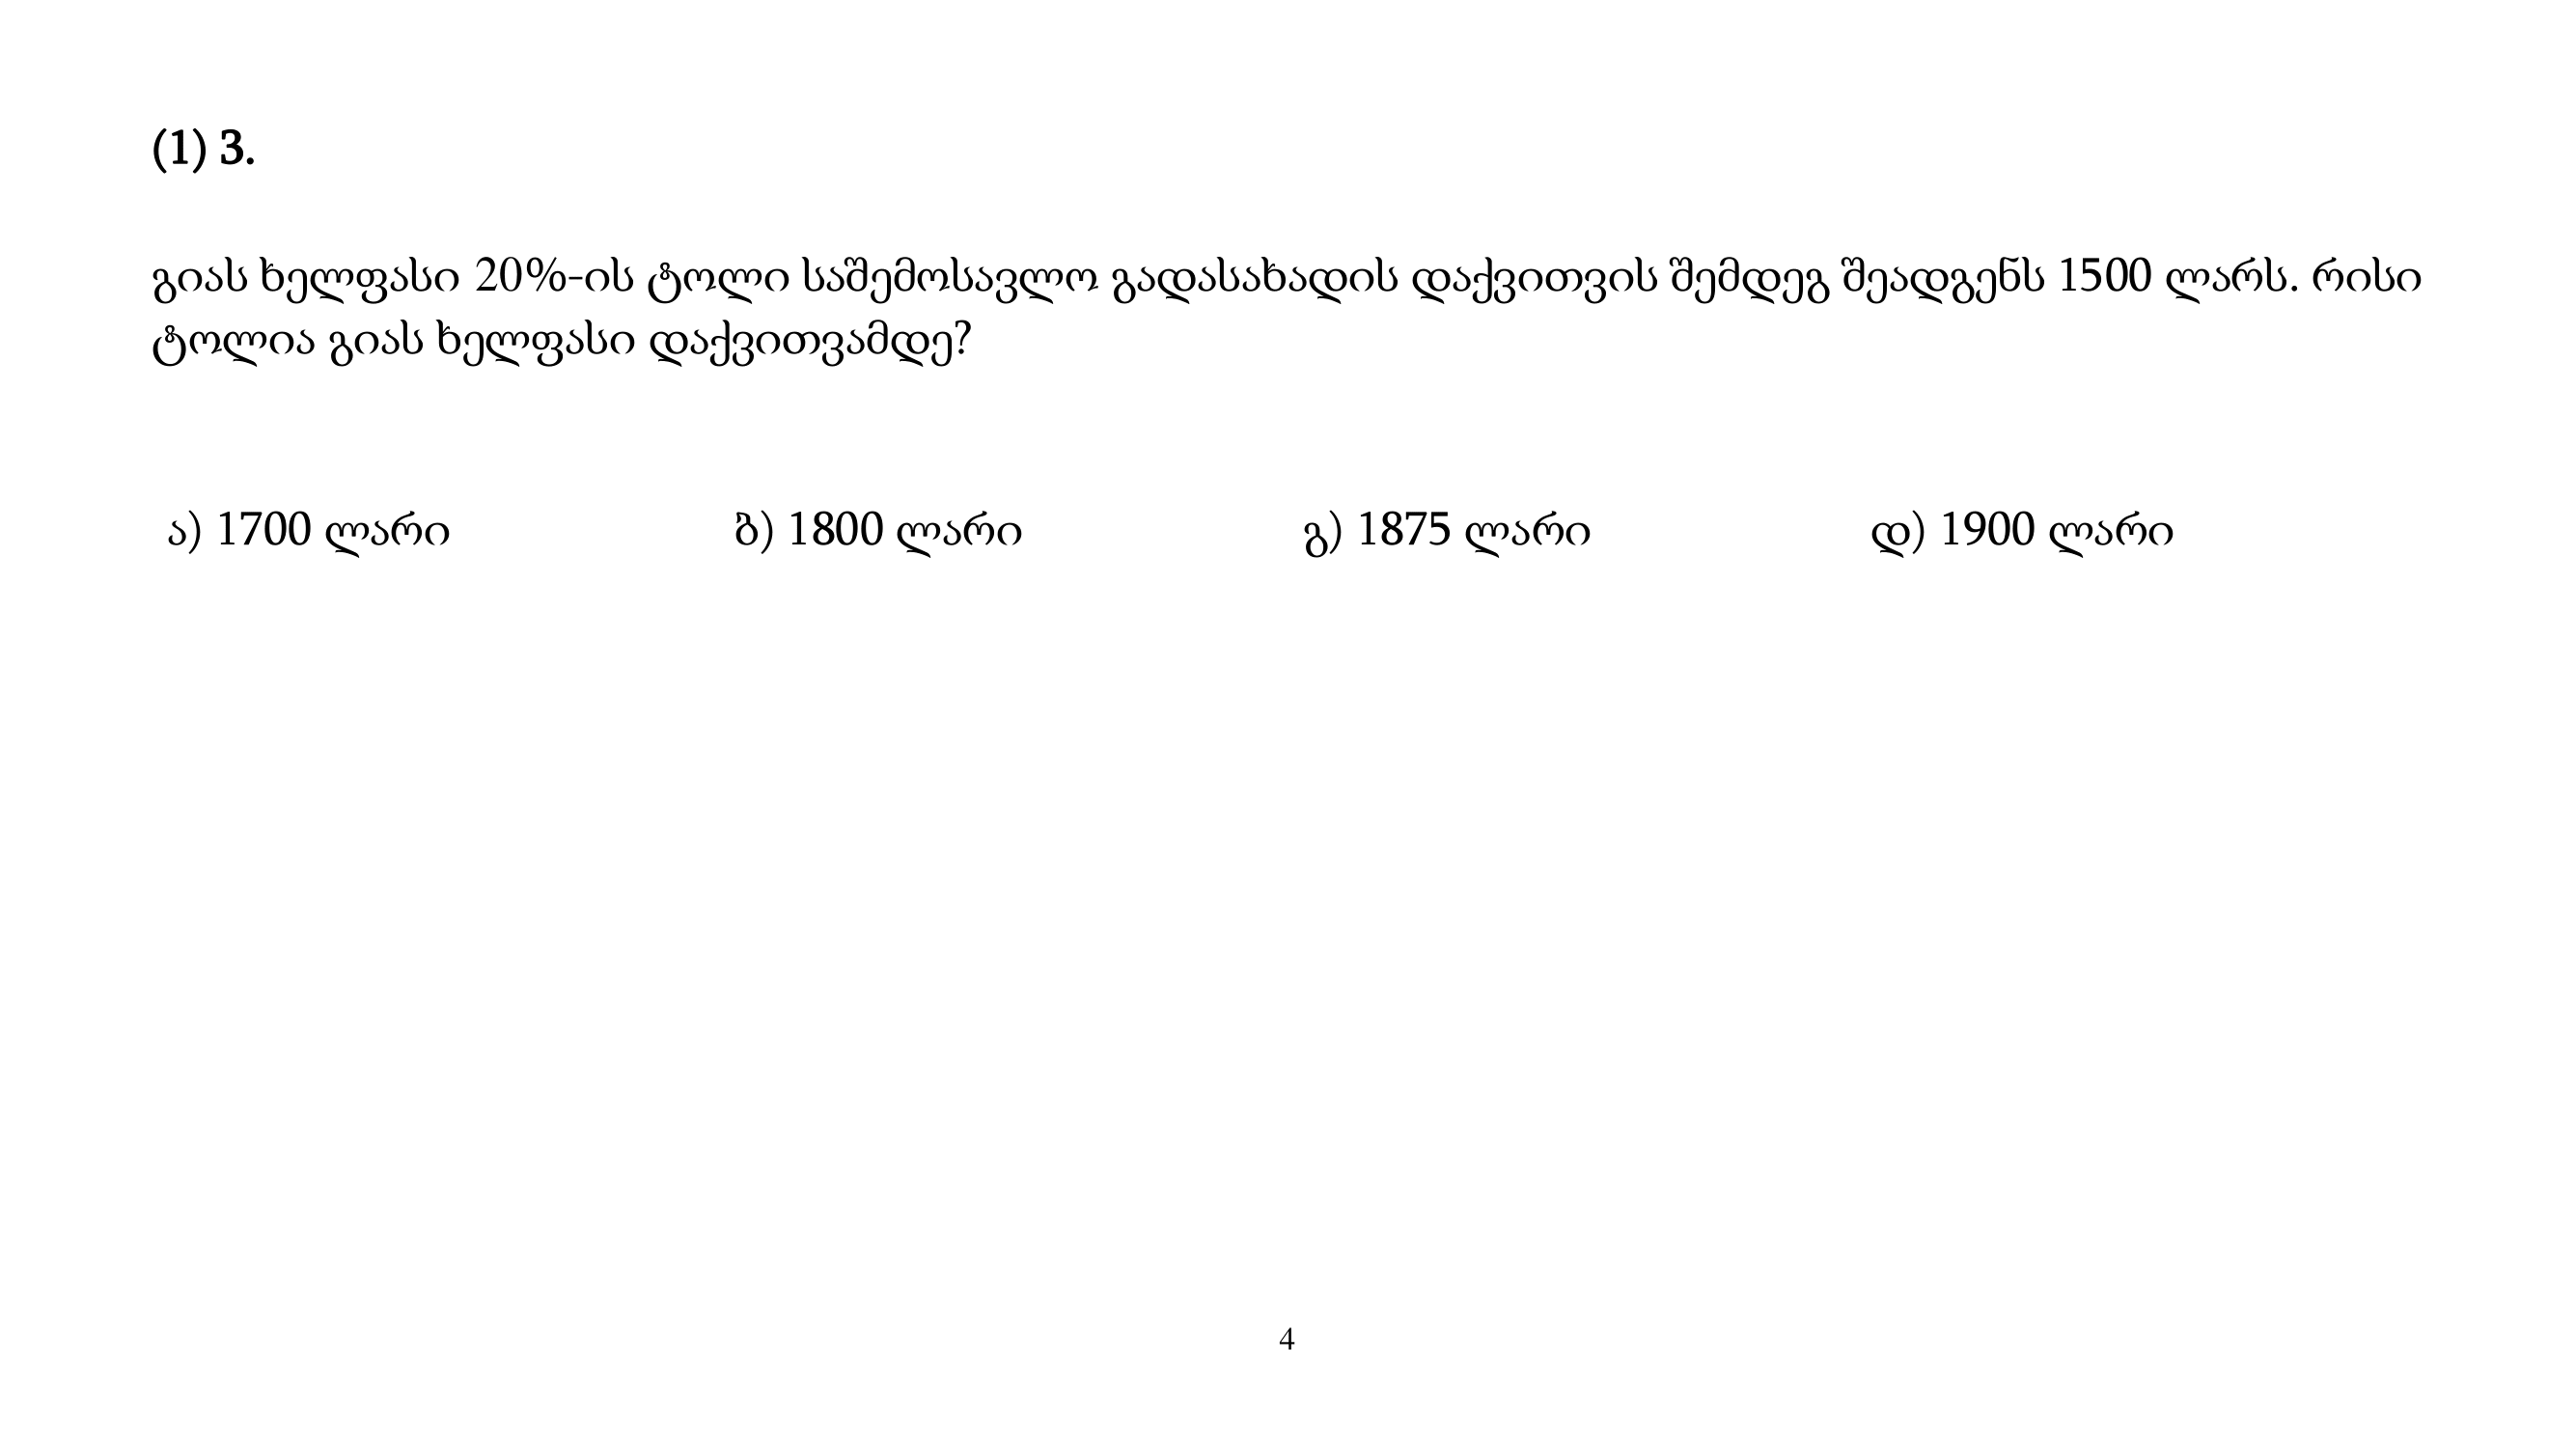 (1) 3.
გიას ხელფასი 20%-ის ტოლი საშემოსავლო გადასახადის დაქვითვის შემდეგ შეადგენს 1500 ლარს. რისი
ტოლია გიას ხელფასი დაქვითვამდე?
ა) 1700 ლარი ბ) 1800 ლარი გ) 1875 ლარი დ) 1900 ლარი
4